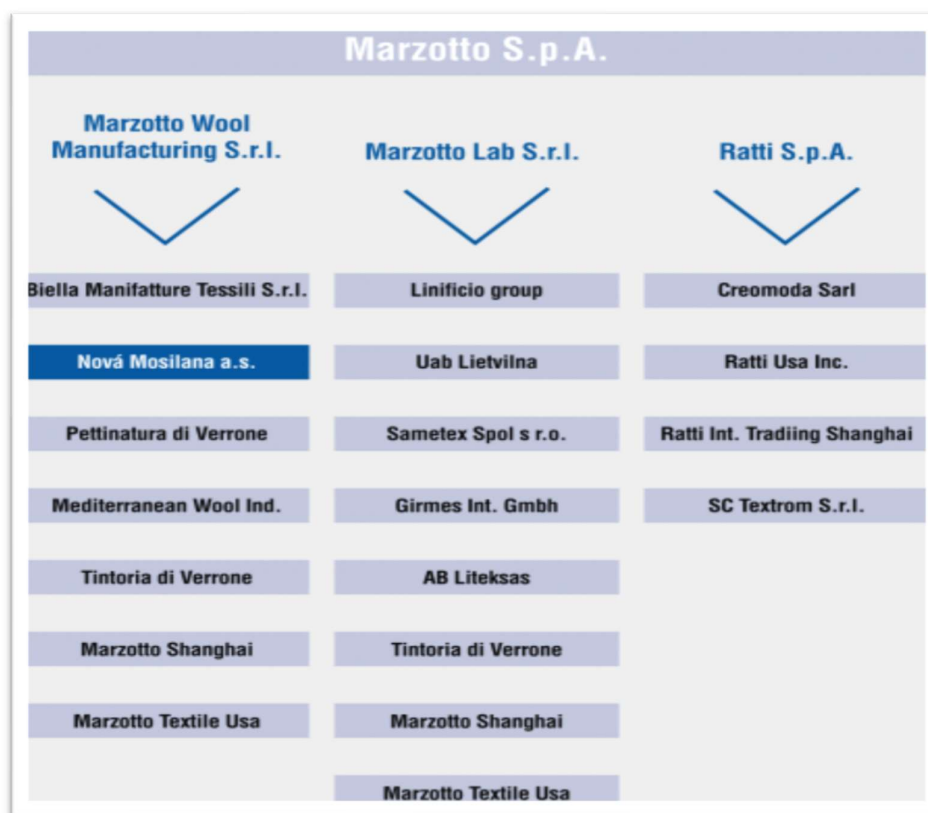 Marzotto S.p.A.
Marzotto Wool
Manufacturing S.r.l.
Biella Manifatture Tessili S.r.l.
Nová Mosilana a.s.
Pettinatura di Verrone
Mediterranean Wool Ind.
Tintoria di Verrone
Marzotto Shanghai
Marzotto Textile Usa
Marzotto Lab S.r.l.
Linificio group
Uab Lietvilna
Sametex Spol s r.o.
Girmes Int. Gmbh
AB Liteksas
Tintoria di Verrone
Marzotto Shanghai
Marzotto Textile Usa
Ratti S.p.A.
Creomoda Sarl
Ratti Usa Inc.
Ratti Int. Tradiing Shanghai
SC Textrom S.r.l.